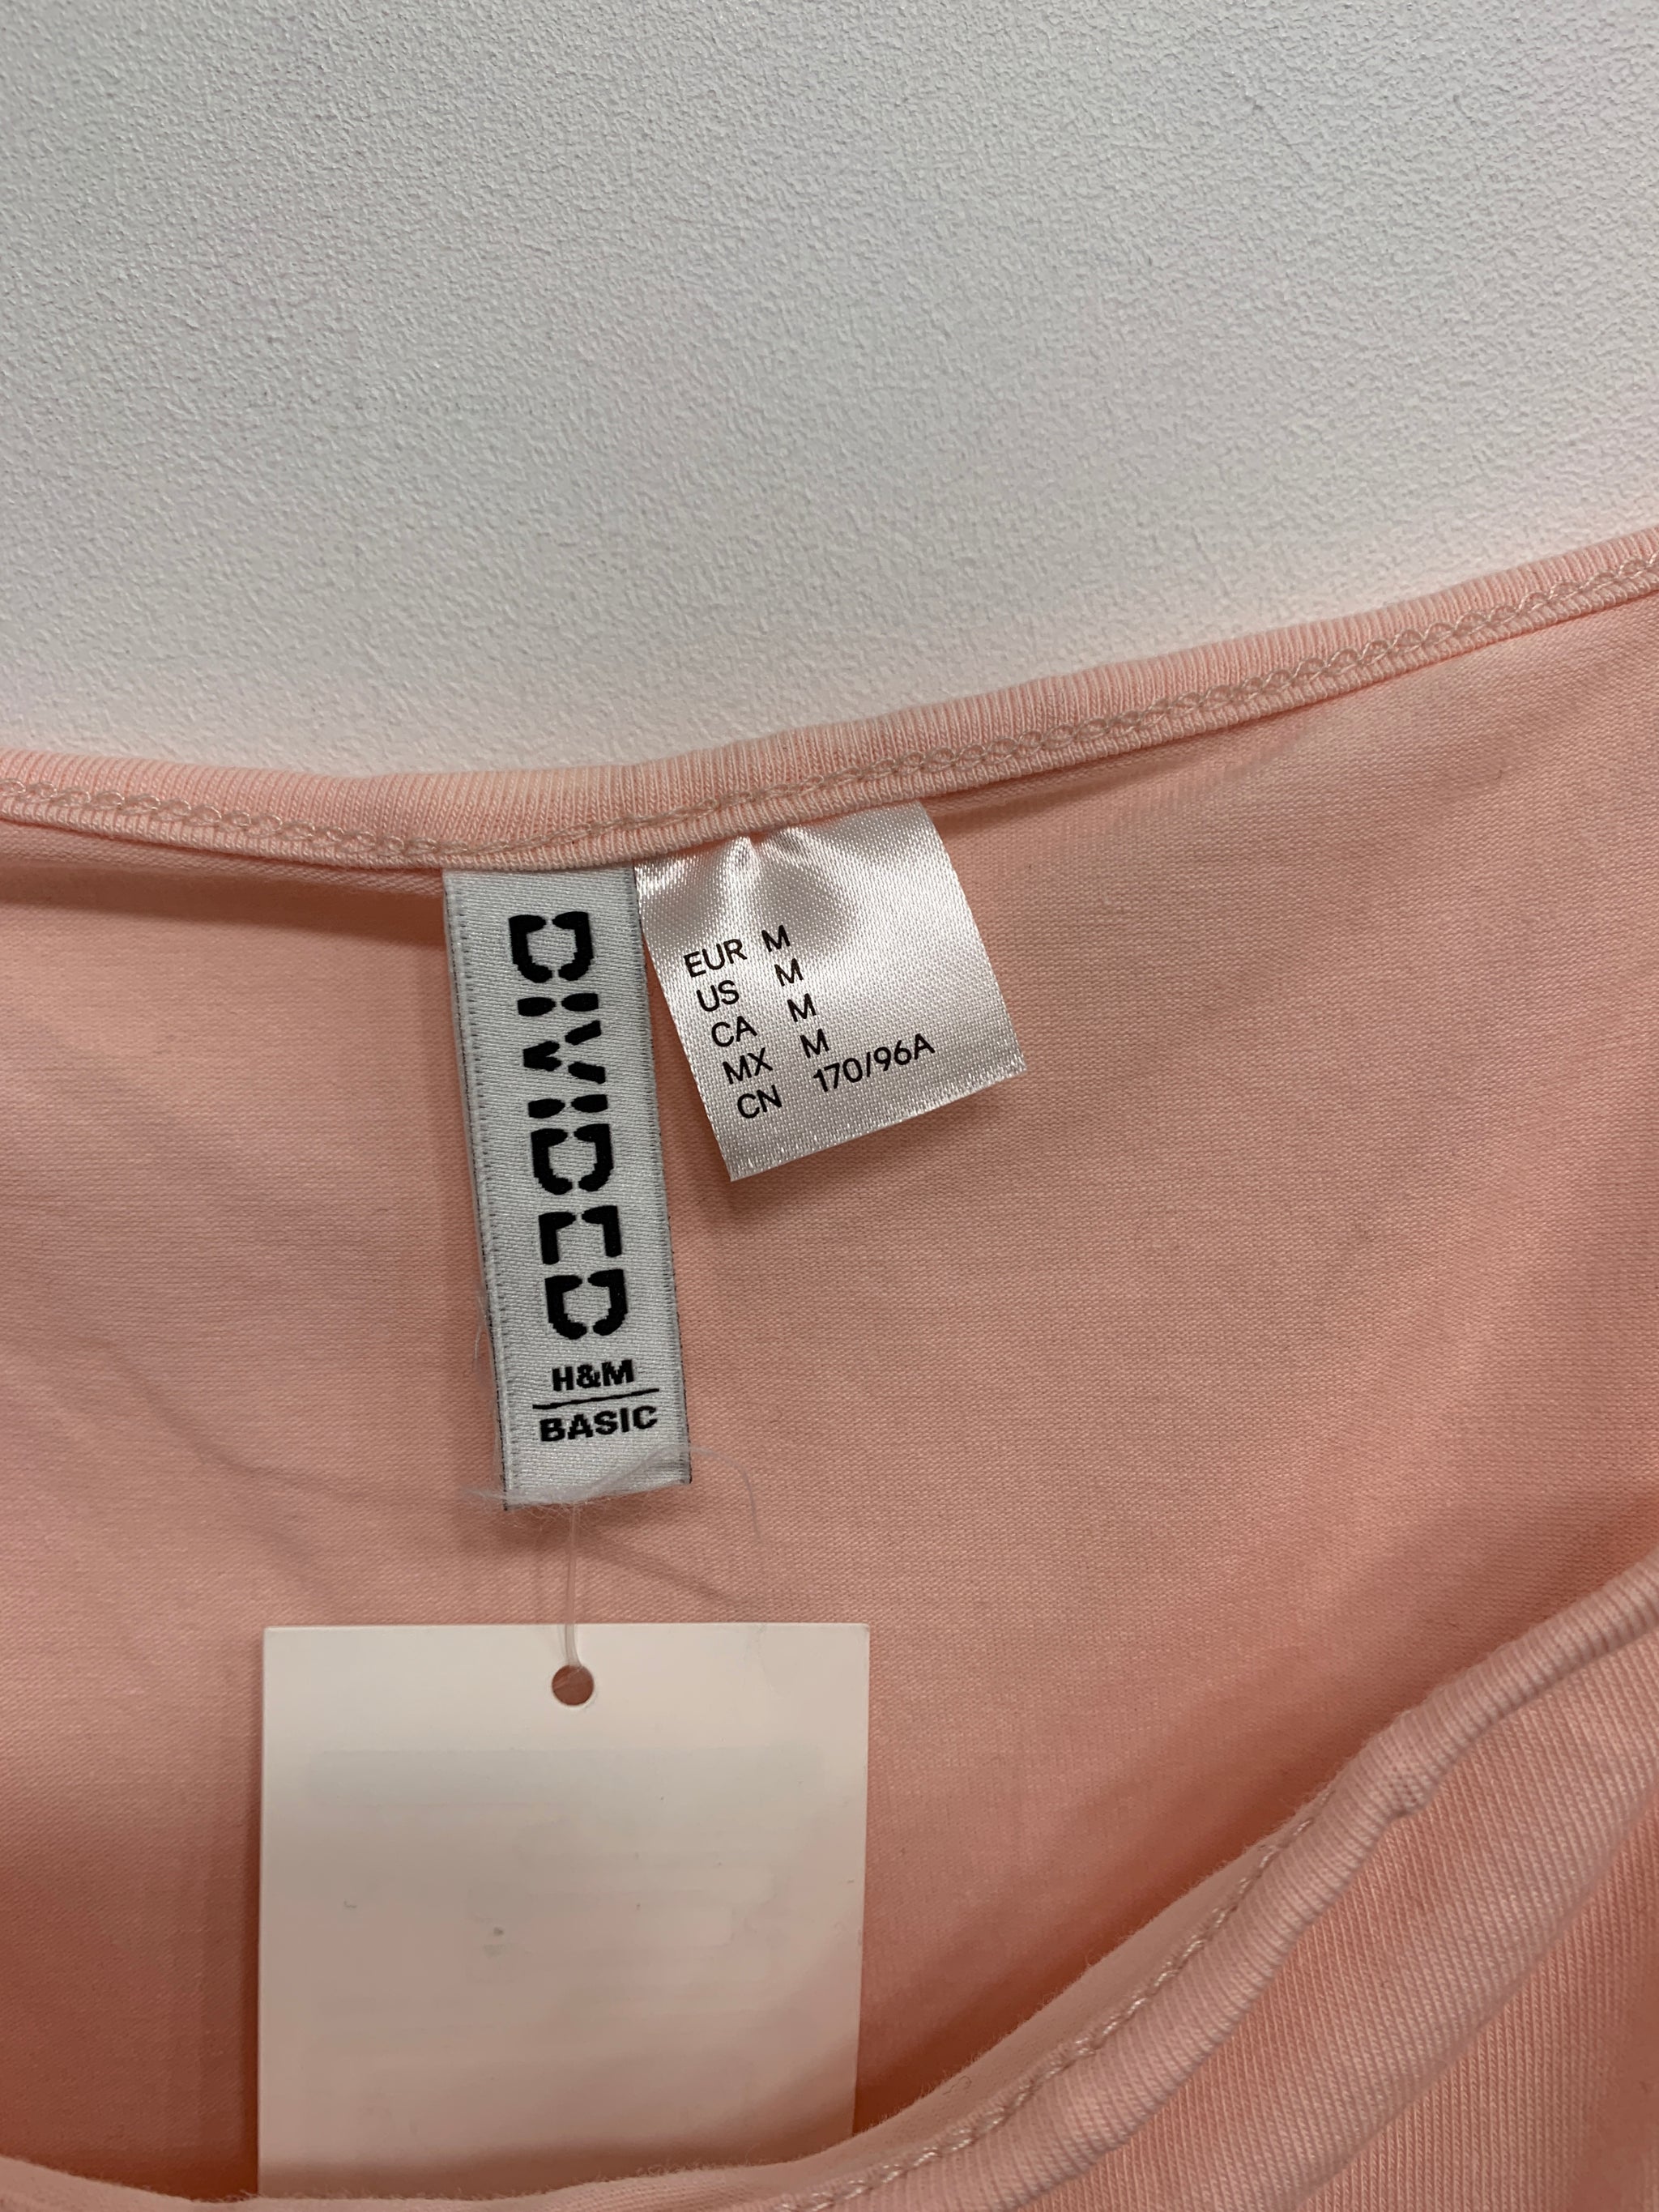 DIVIDED
H&M
BASIC
EUR M
US M
CA M
MX M
CN 170/96A